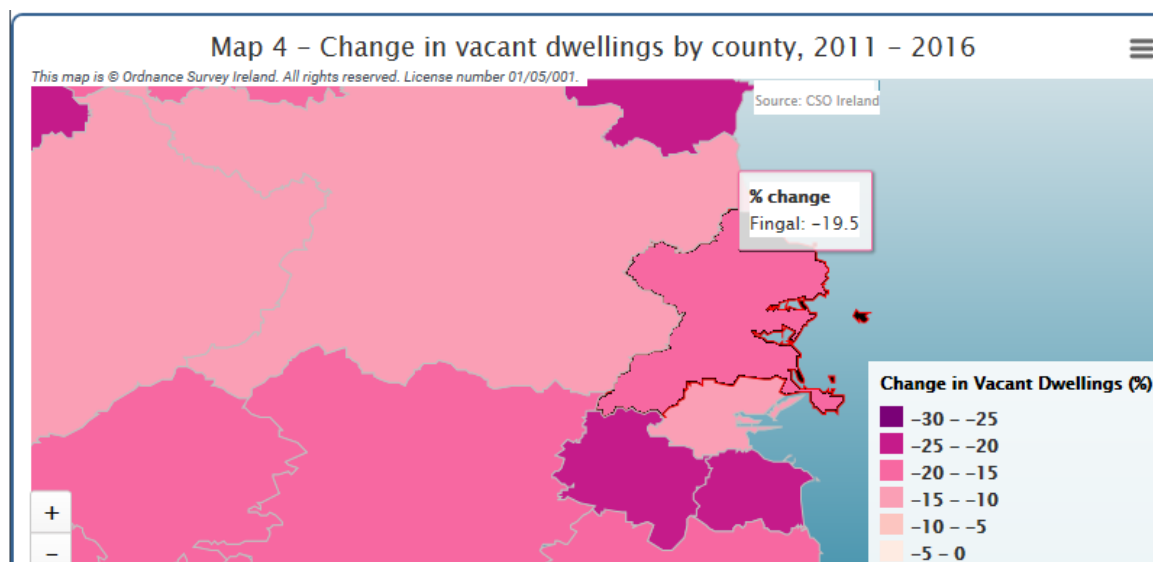 Map 4 – Change in vacant dwellings by county, 2011 – 2016
This map is © Ordnance Survey Ireland. All rights reserved. License number 01/05/001.
Source: CSO Ireland
% change
Fingal: -19.5
Change in Vacant Dwellings (%)
-30 – -25
-25 – -20
-20 – -15
-15 – -10
-10 – -5
-5 – 0
+
−